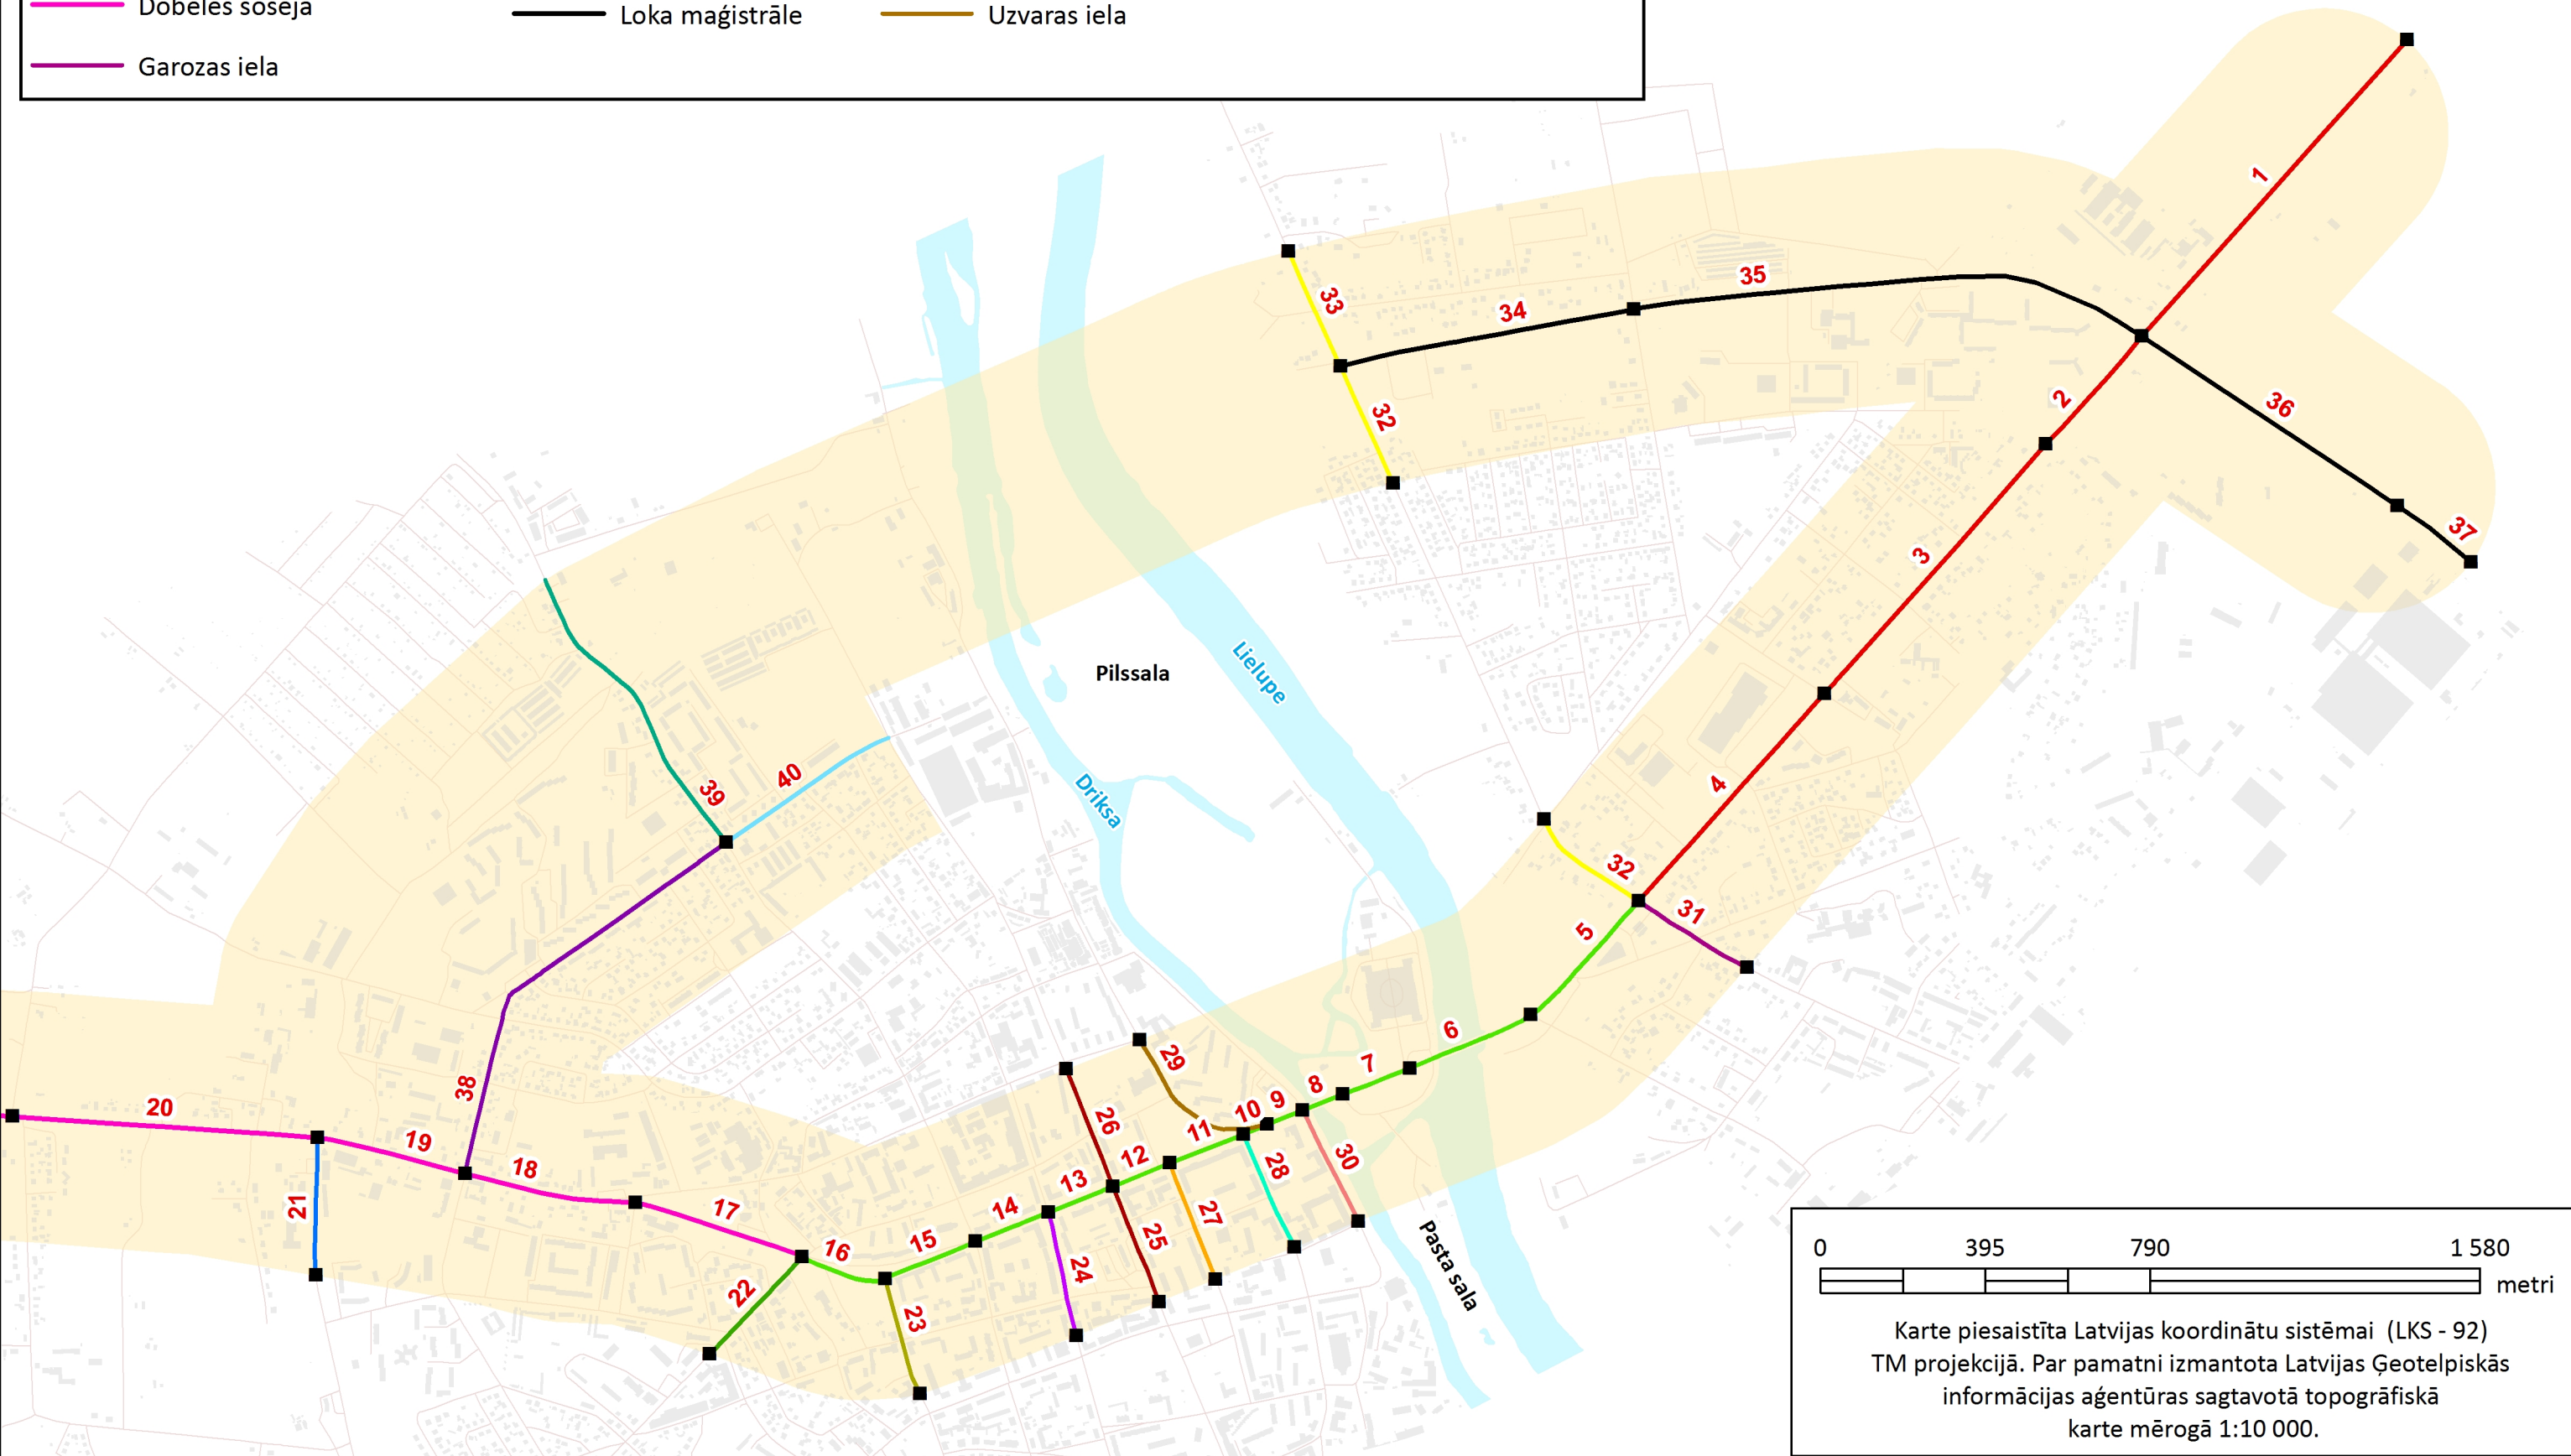 Dobeles šoseja
Loka maģistrāle
Uzvaras iela
Garozas iela
1
33
35
34
2
36
32
37
3
Pilssala
Lielupe
39
40
4
Driksa
32
31
5
6
7
8
9
10
11
29
38
20
19
18
26
12
28
30
21
17
13
14
27
16
15
25
24
22
23
Pasta sala
0 395 790 1 580
metri
Karte piesaistīta Latvijas koordinātu sistēmai (LKS - 92)
TM projekcijā. Par pamatni izmantota Latvijas Ģeotelpiskās
informācijas aģentūras sagtavotā topogrāfiskā
karte mērogā 1:10 000.